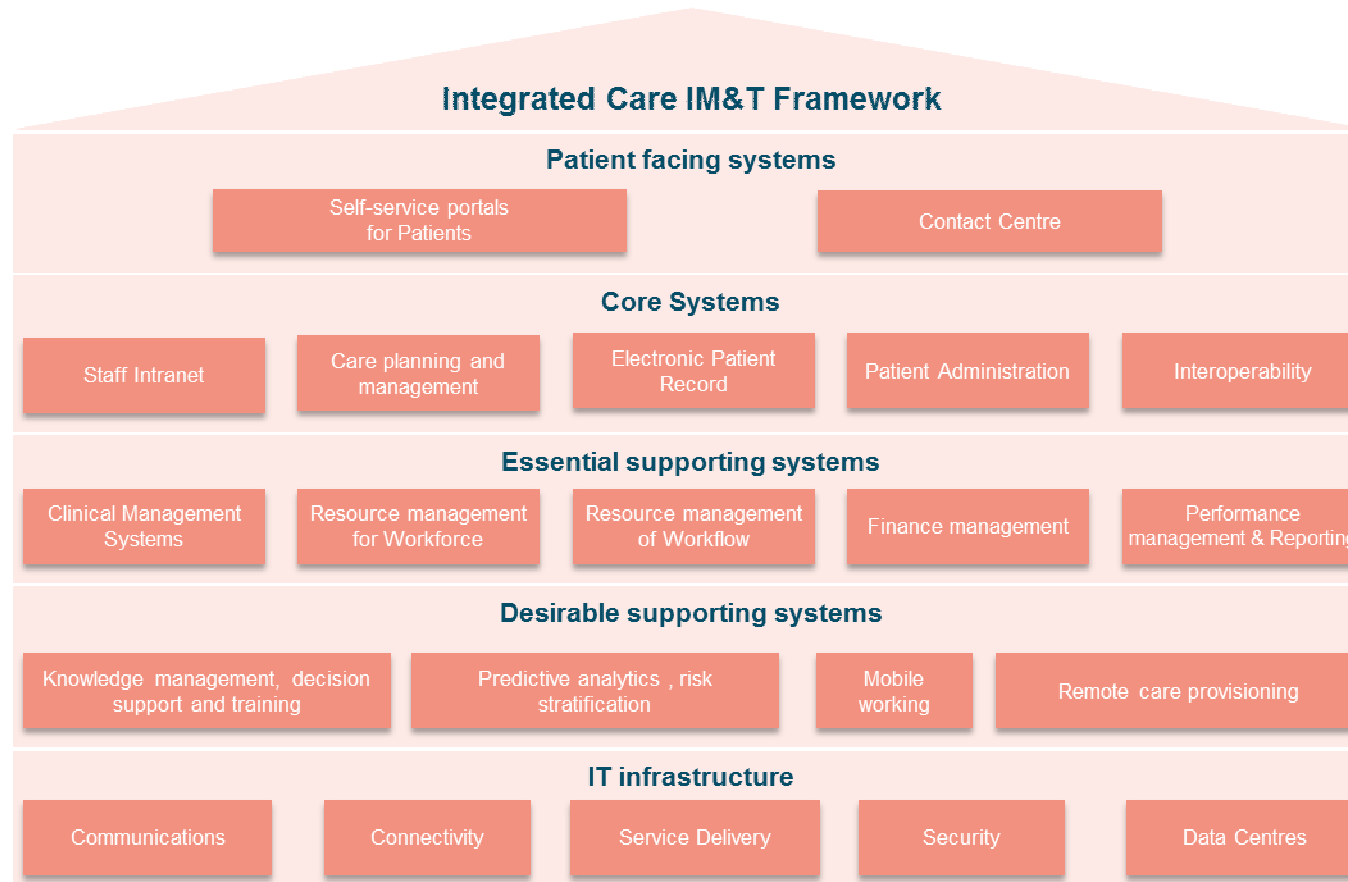 Integrated Care IM&T Framework
Patient facing systems
Self-service portals
for Patients
Contact Centre
Core Systems
Staff Intranet
Care planning and
management
Electronic Patient
Record
Patient Administration
Interoperability
Essential supporting systems
Clinical Management
Systems
Resource management
for Workforce
Resource management
of Workflow
Finance management
Performance
management & Reporting
Desirable supporting systems
Knowledge management, decision
support and training
Predictive analytics , risk
stratification
Mobile
working
Remote care provisioning
IT infrastructure
Communications
Connectivity
Service Delivery
Security
Data Centres